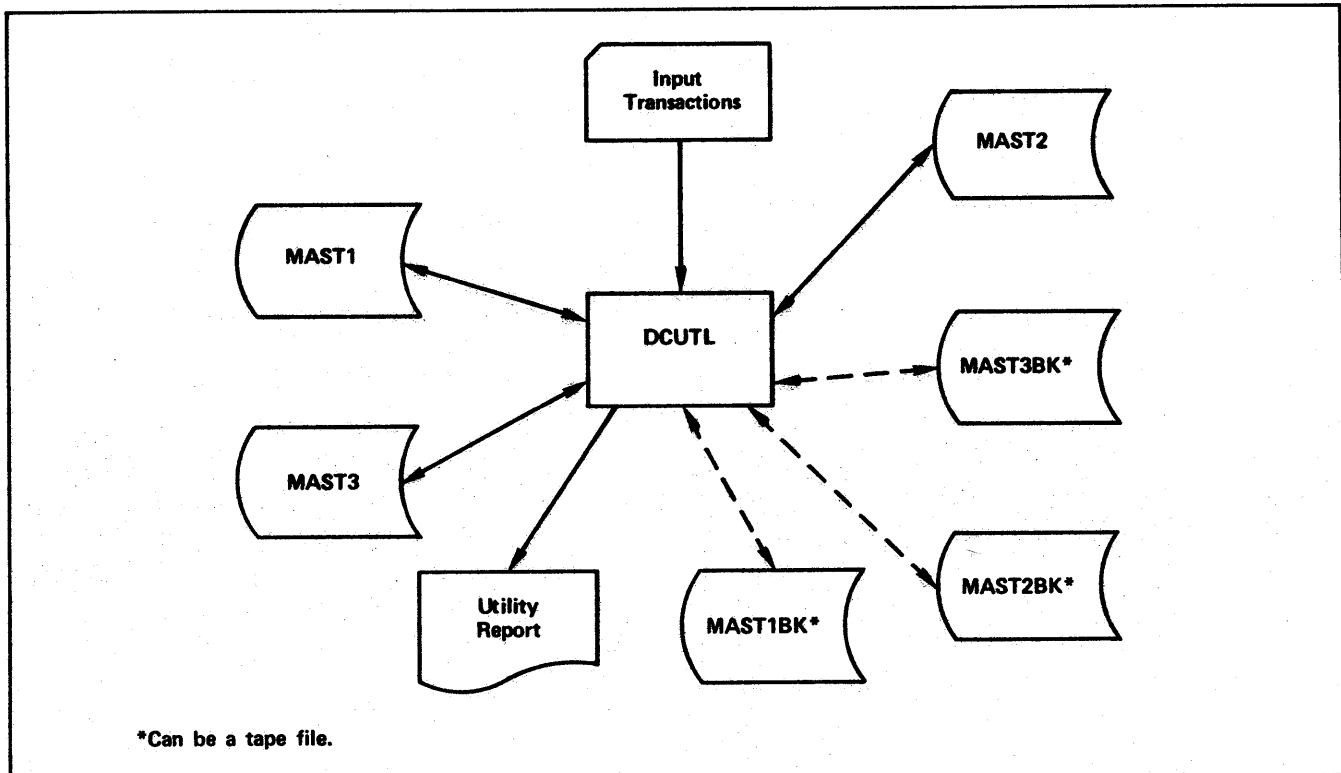 Input
Transactions
MAST2
MAST1
DCUTL
MAST3BK*
MAST3
Utility
Report
MAST1BK*
MAST2BK*
*Can be a tape file.